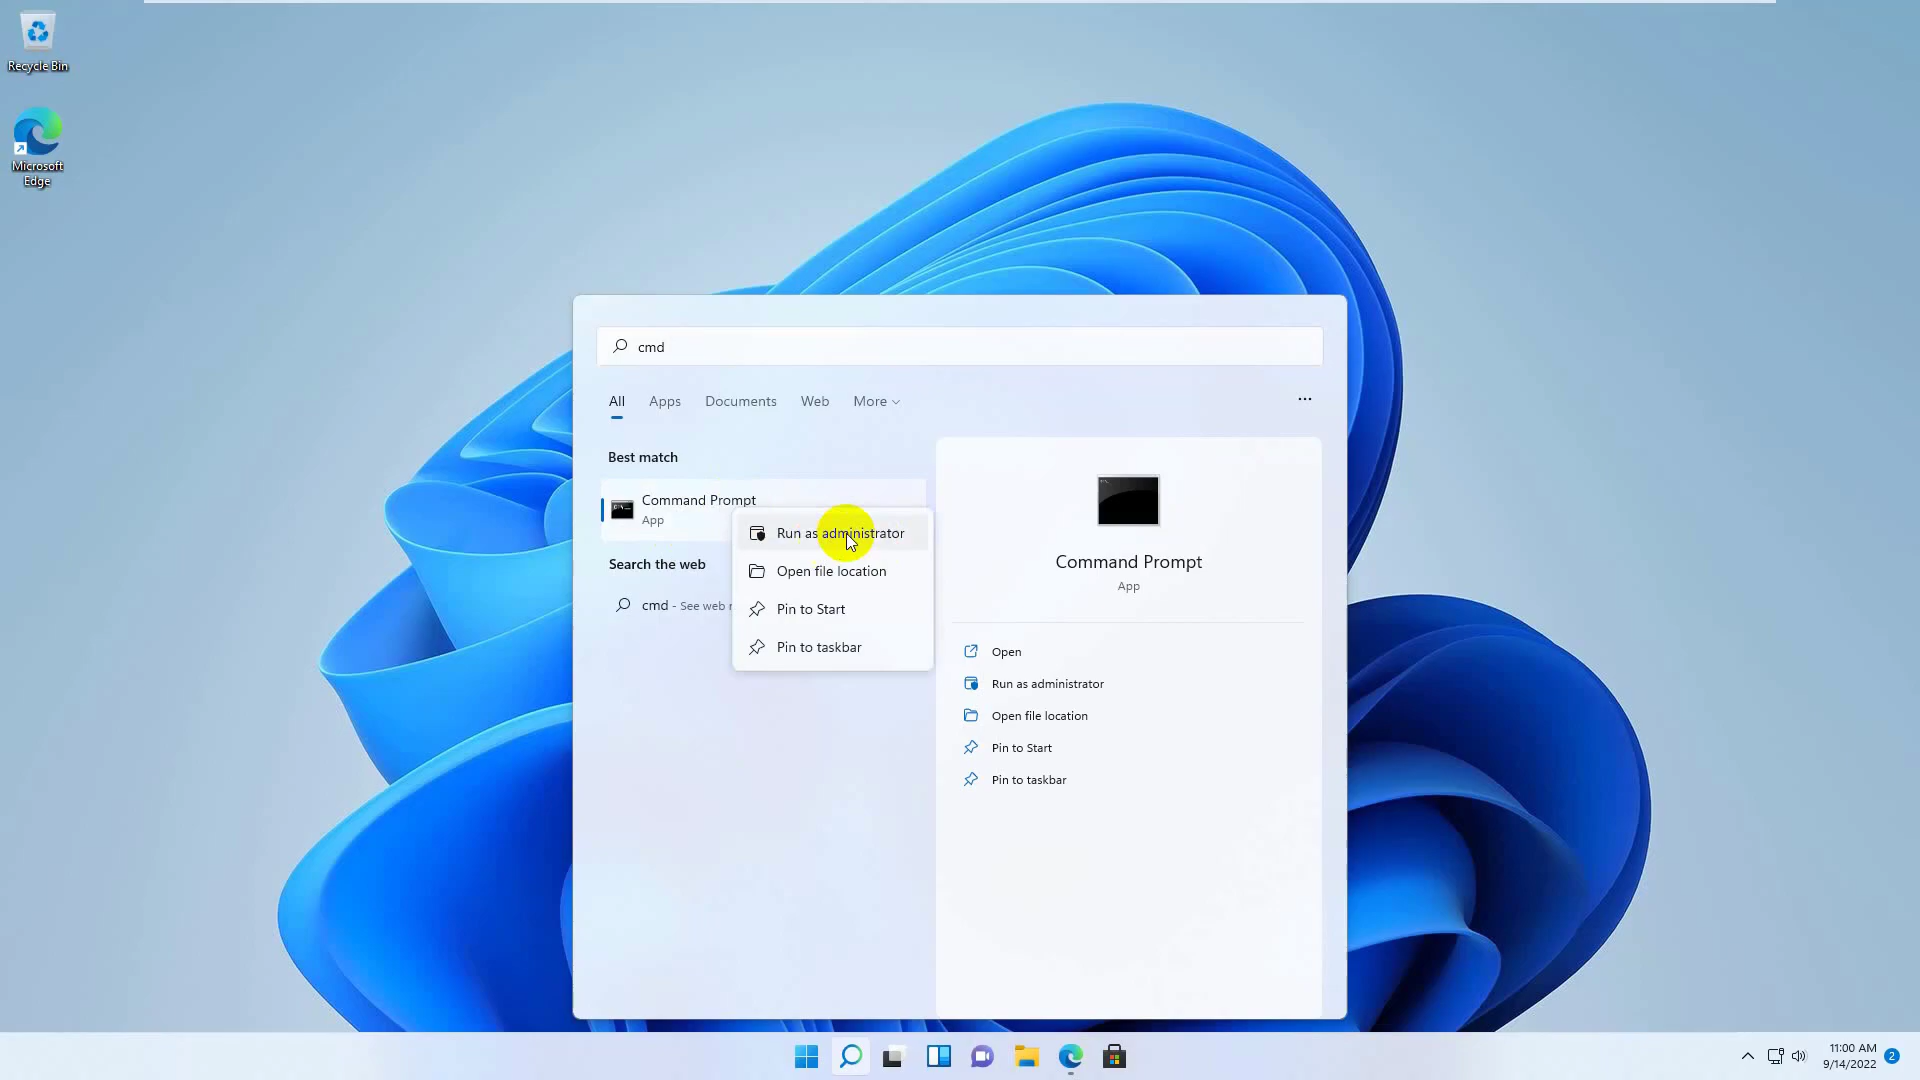 Recycle Bin
Microsoft
Edge
cmd
All Apps Documents Web More
Best match
Command Prompt
App
Run as administrator
Open file location
Pin to Start
Pin to taskbar
Search the web
cmd - See web
Command Prompt
App
Open
Run as administrator
Open file location
Pin to Start
Pin to taskbar
11:00 AM
9/14/2022
2